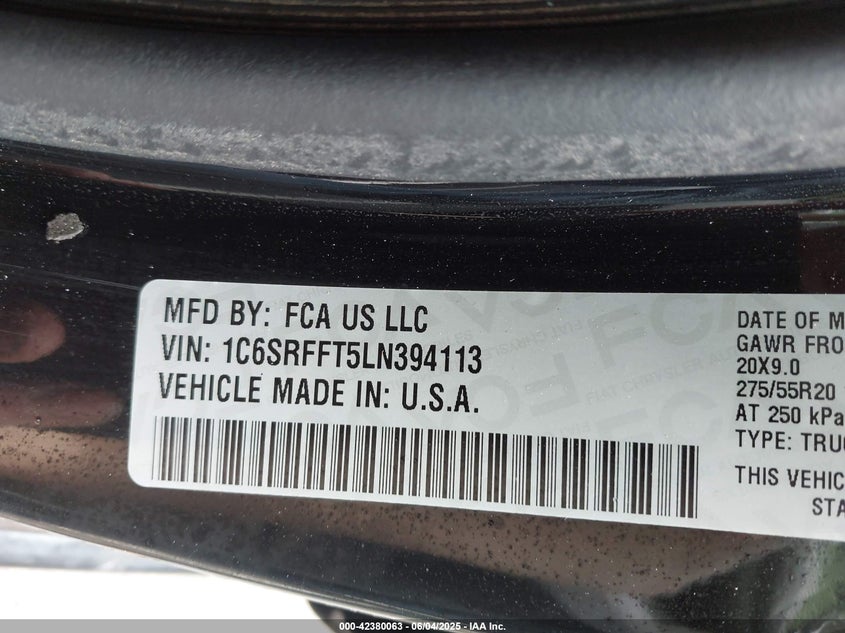 MFD BY: FCA US LLC
VIN: 1C6SRFFT5LN394113
VEHICLE MADE IN: U.S.A.
DATE OF M
GAWR FRO
20X9.0
275/55R20
AT 250 kPa
TYPE: TRUC
THIS VEHIC
STA
000-42380063 - 06/04/2025 - IAA Inc.